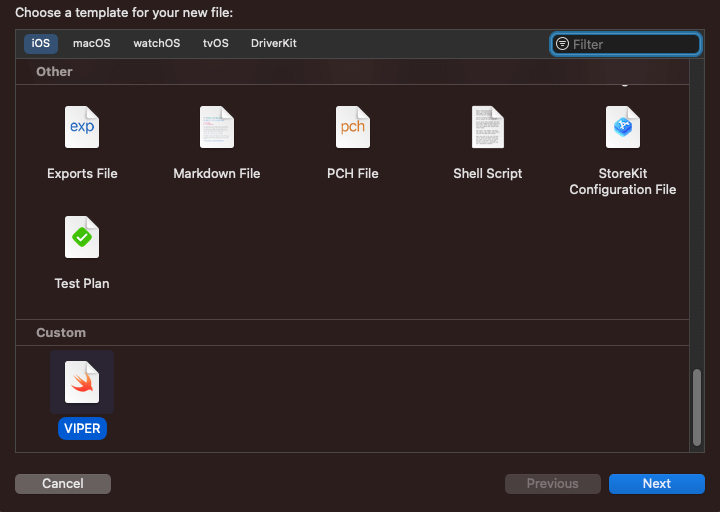 Choose a template for your new file:
iOS macOS watchOS tvOS DriverKit Filter
Other
exp pch
Exports File Markdown File PCH File Shell Script StoreKit
Configuration File
Test Plan
Custom
VIPER
Cancel Previous Next